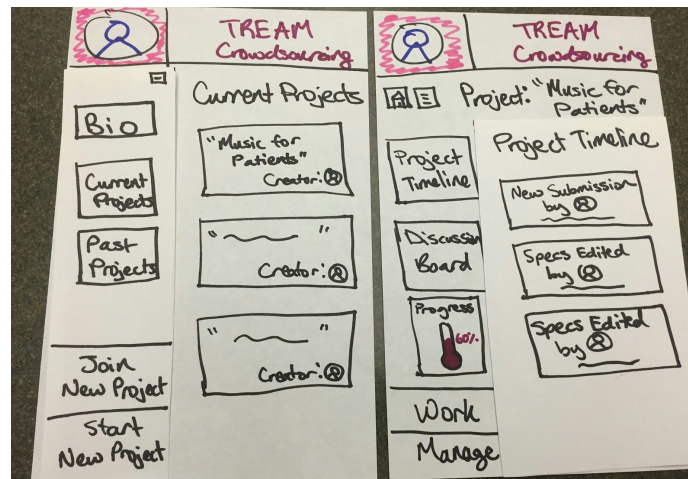 TREAM
Crowdsourcing
Bio
Current
Projects
Past
Projects
Join
New Project
Start
New Project
Current Projects
"Music for
Patients"
Creator:
" "
Creator:
" "
Creator:
TREAM
Crowdsourcing
Project: "Music for
Patients"
Project
Timeline
Discussion
Board
Progress
60%
Work
Manage
Project Timeline
New Submission
by
Specs Edited
by
Specs Edited
by